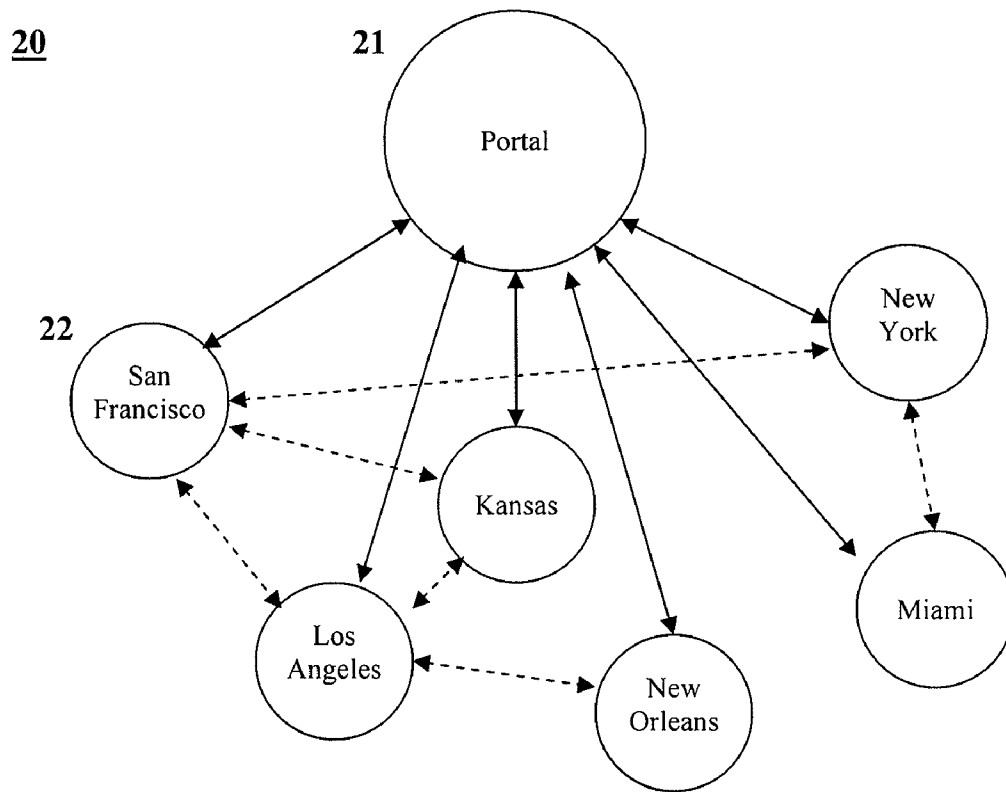 20
21
Portal
New
York
22
San
Francisco
Kansas
Miami
Los
Angeles
New
Orleans